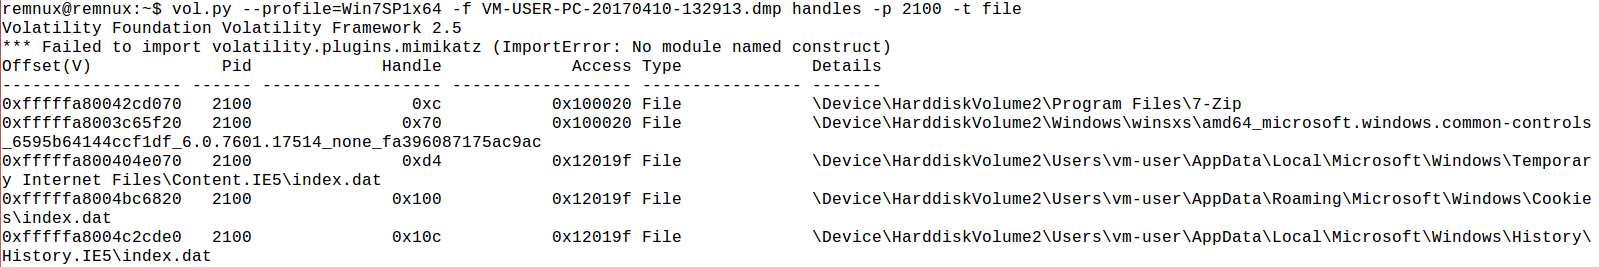 remnux@remnux:~$ vol.py --profile=Win7SP1x64 -f VM-USER-PC-20170410-132913.dmp handles -p 2100 -t file
Volatility Foundation Volatility Framework 2.5
*** Failed to import volatility.plugins.mimikatz (ImportError: No module named construct)
Offset(V)             Pid             Handle             Access Type             Details
------------------ ------ ------------------ ------------------ ---------------- -------
0xfffffa80042cd070   2100                0xc           0x100020 File             \Device\HarddiskVolume2\Program Files\7-Zip
0xfffffa8003c65f20   2100               0x70           0x100020 File             \Device\HarddiskVolume2\Windows\winsxs\amd64_microsoft.windows.common-controls
_6595b64144ccf1df_6.0.7601.17514_none_fa396087175ac9ac
0xfffffa800404e070   2100               0xd4           0x12019f File             \Device\HarddiskVolume2\Users\vm-user\AppData\Local\Microsoft\Windows\Temporar
y Internet Files\Content.IE5\index.dat
0xfffffa8004bc6820   2100              0x100           0x12019f File             \Device\HarddiskVolume2\Users\vm-user\AppData\Roaming\Microsoft\Windows\Cookie
s\index.dat
0xfffffa8004c2cde0   2100              0x10c           0x12019f File             \Device\HarddiskVolume2\Users\vm-user\AppData\Local\Microsoft\Windows\History\
History.IE5\index.dat